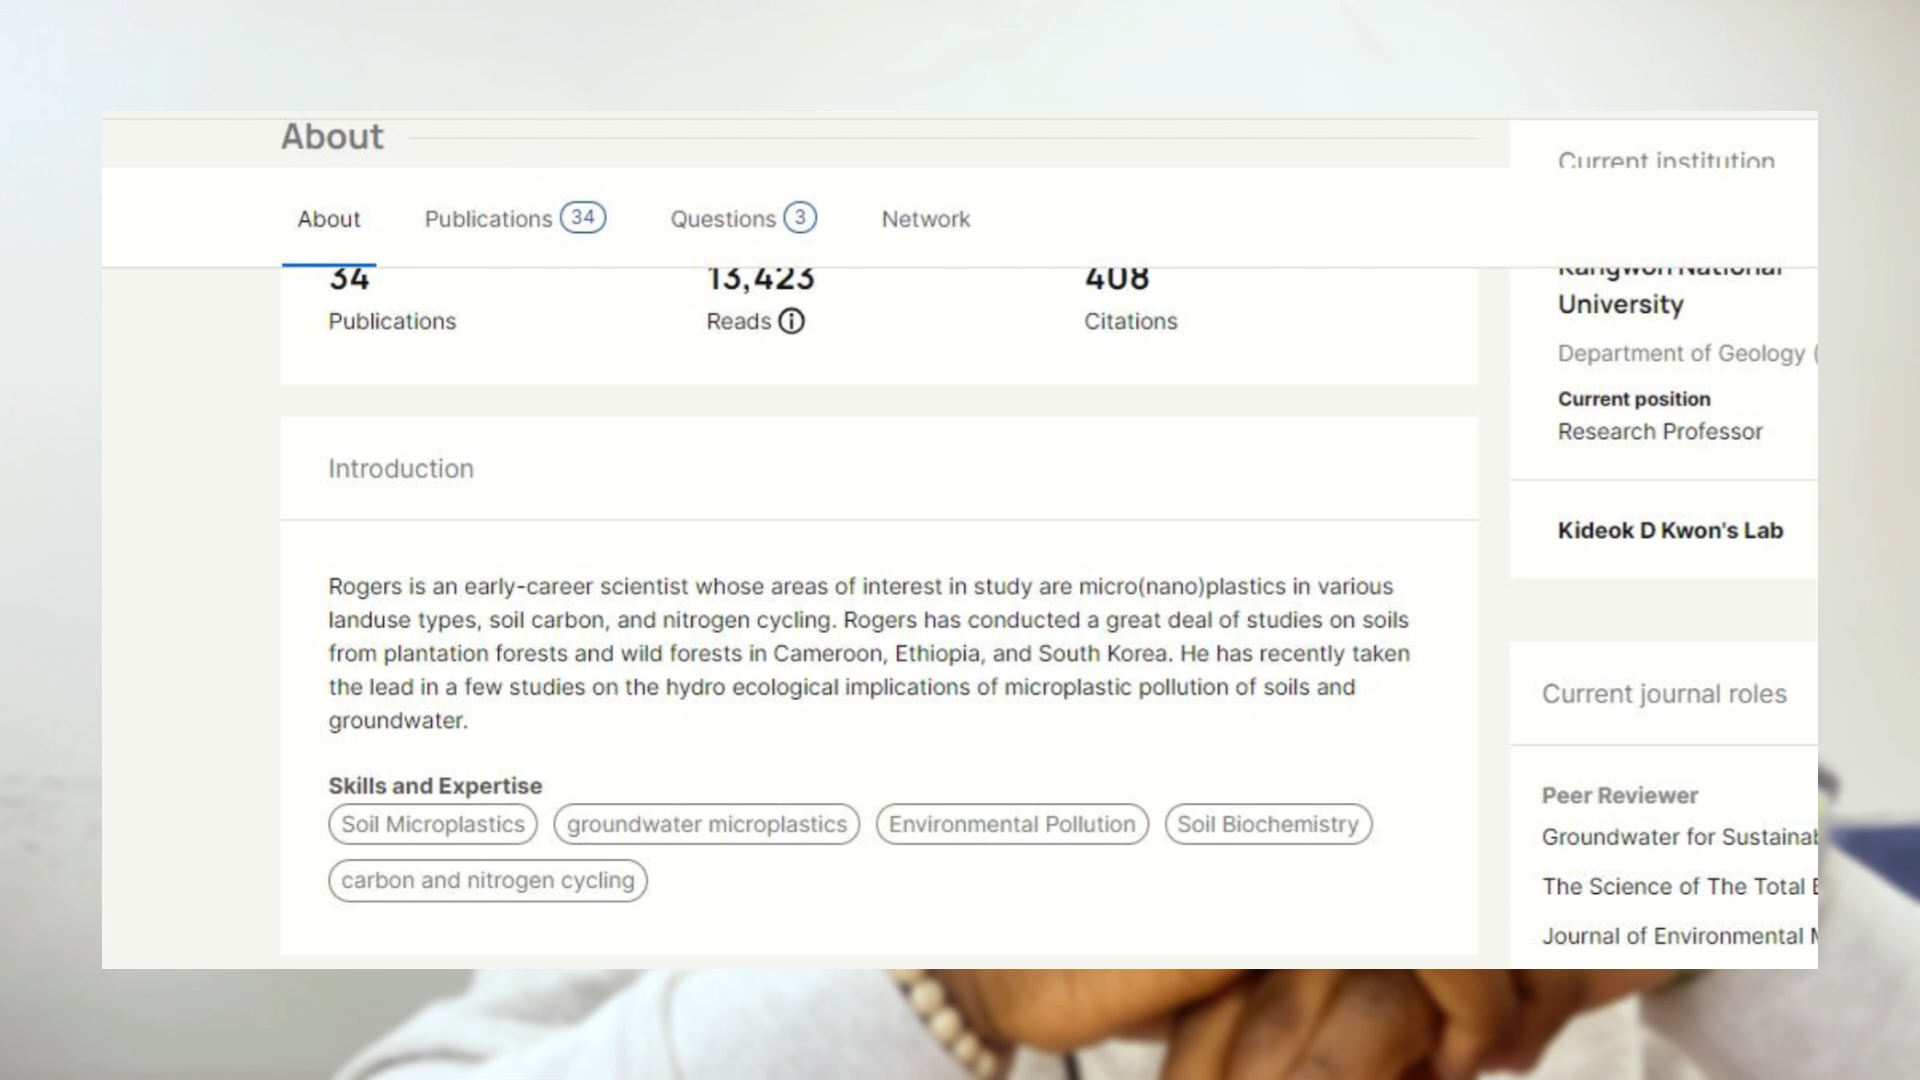 About
Current institution
About
Publications 34
Questions 3
Network
34
Publications
13,423
Reads
408
Citations
Kangwon National
University
Department of Geology (
Current position
Research Professor
Kideok D Kwon's Lab
Introduction
Rogers is an early-career scientist whose areas of interest in study are micro(nano)plastics in various
landuse types, soil carbon, and nitrogen cycling. Rogers has conducted a great deal of studies on soils
from plantation forests and wild forests in Cameroon, Ethiopia, and South Korea. He has recently taken
the lead in a few studies on the hydro ecological implications of microplastic pollution of soils and
groundwater.
Skills and Expertise
Soil Microplastics
groundwater microplastics
Environmental Pollution
Soil Biochemistry
carbon and nitrogen cycling
Current journal roles
Peer Reviewer
Groundwater for
The Science of The Total
Journal of Environmental